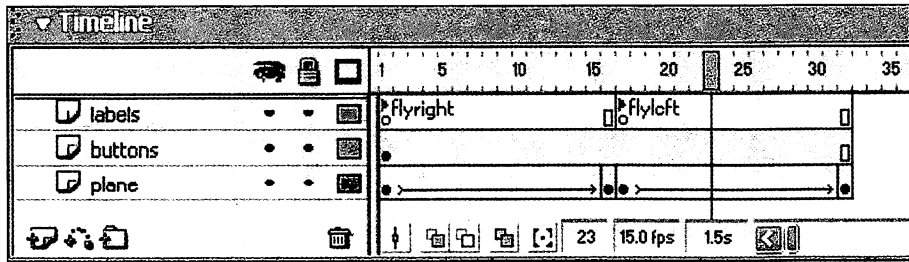 Timeline
1 5 10 15 20 25 30 35
labels flyright flyleft
buttons
plane
23 15.0 fps 1.5s